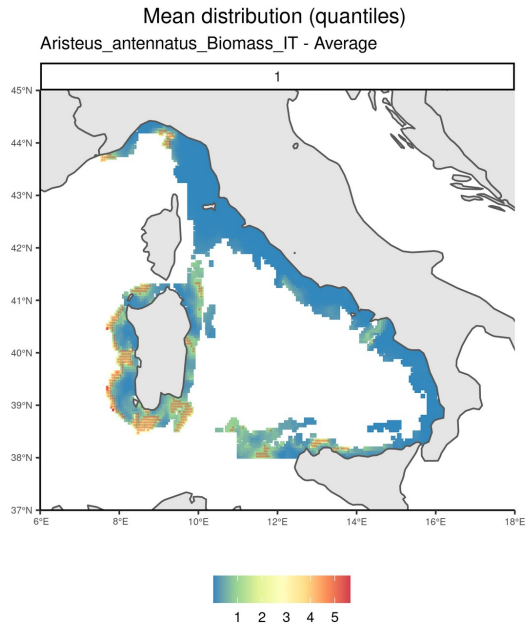 Mean distribution (quantiles)
Aristeus_antennatus_Biomass_IT - Average
1
45°N
44°N
43°N
42°N
41°N
40°N
39°N
38°N
37°N
6°E 8°E 10°E 12°E 14°E 16°E 18°E
1 2 3 4 5